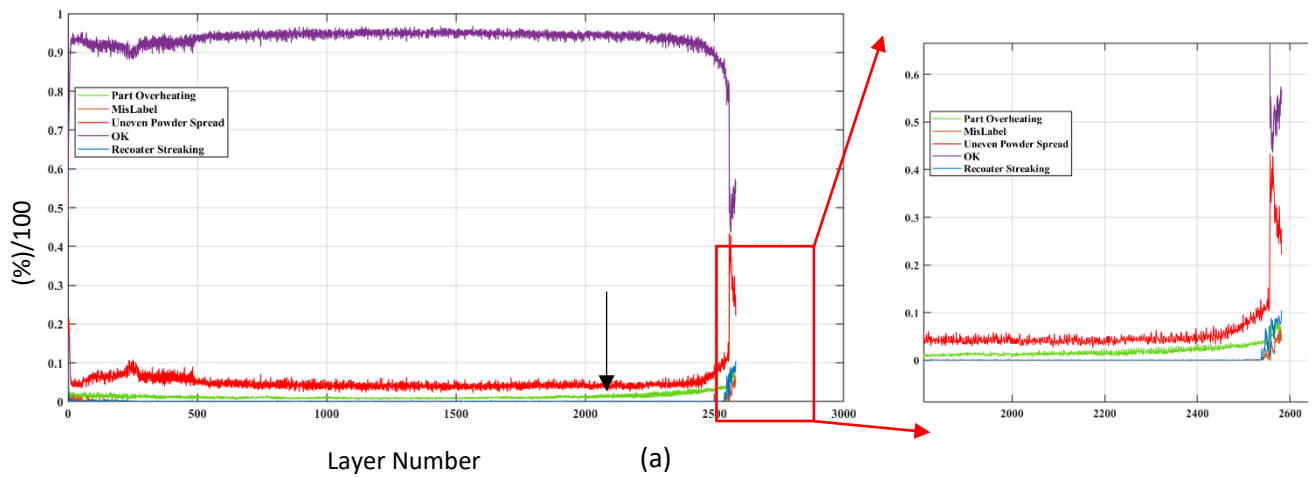 1
0.9
0.8
0.7
0.6
0.5
0.4
0.3
0.2
0.1
0
(%)/100
Part Overheating
MisLabel
Uneven Powder Spread
OK
Recoater Streaking
0
500
1000
1500
2000
2500
3000
Layer Number
(a)
0.6
0.5
0.4
0.3
0.2
0.1
0
Part Overheating
MisLabel
Uneven Powder Spread
OK
Recoater Streaking
2000
2200
2400
2600